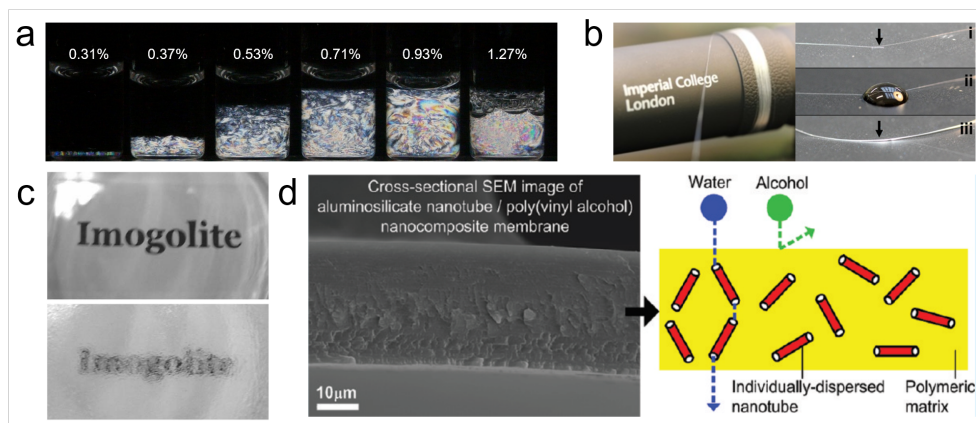 a
0.31% 0.37% 0.53% 0.71% 0.93% 1.27%
b
Imperial College
London
i
ii
iii
c
Imogolite
Imogolite
d
Cross-sectional SEM image of
aluminosilicate nanotube / poly(vinyl alcohol)
nanocomposite membrane
10μm
Water Alcohol
Individually-dispersed
nanotube
Polymeric
matrix